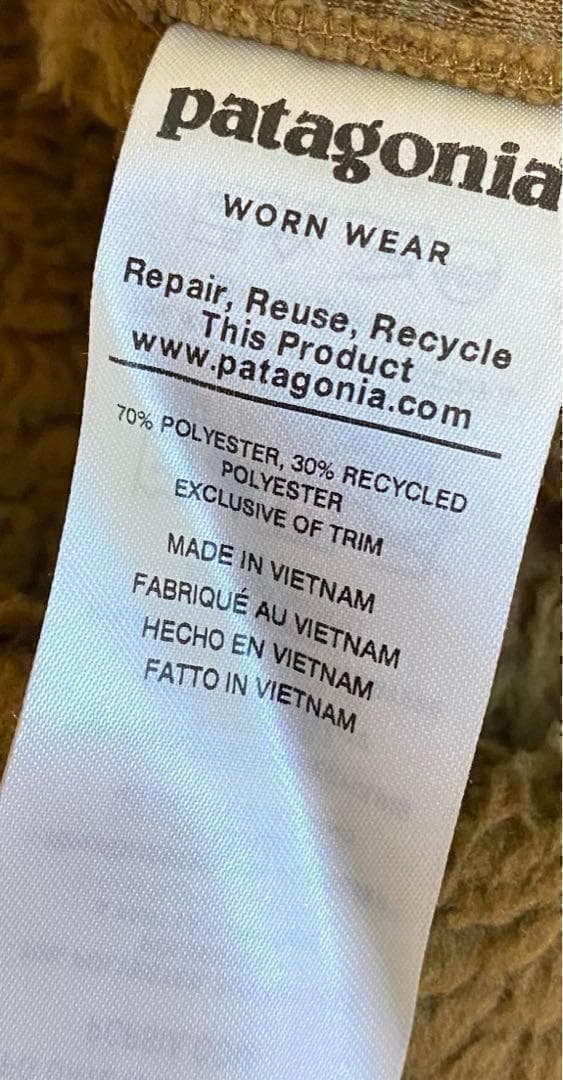 patagonia
WORN WEAR
Repair, Reuse, Recycle
This Product
www.patagonia.com
70% POLYESTER, 30% RECYCLED
POLYESTER
EXCLUSIVE OF TRIM
MADE IN VIETNAM
FABRIQUÉ AU VIETNAM
HECHO EN VIETNAM
FATTO IN VIETNAM